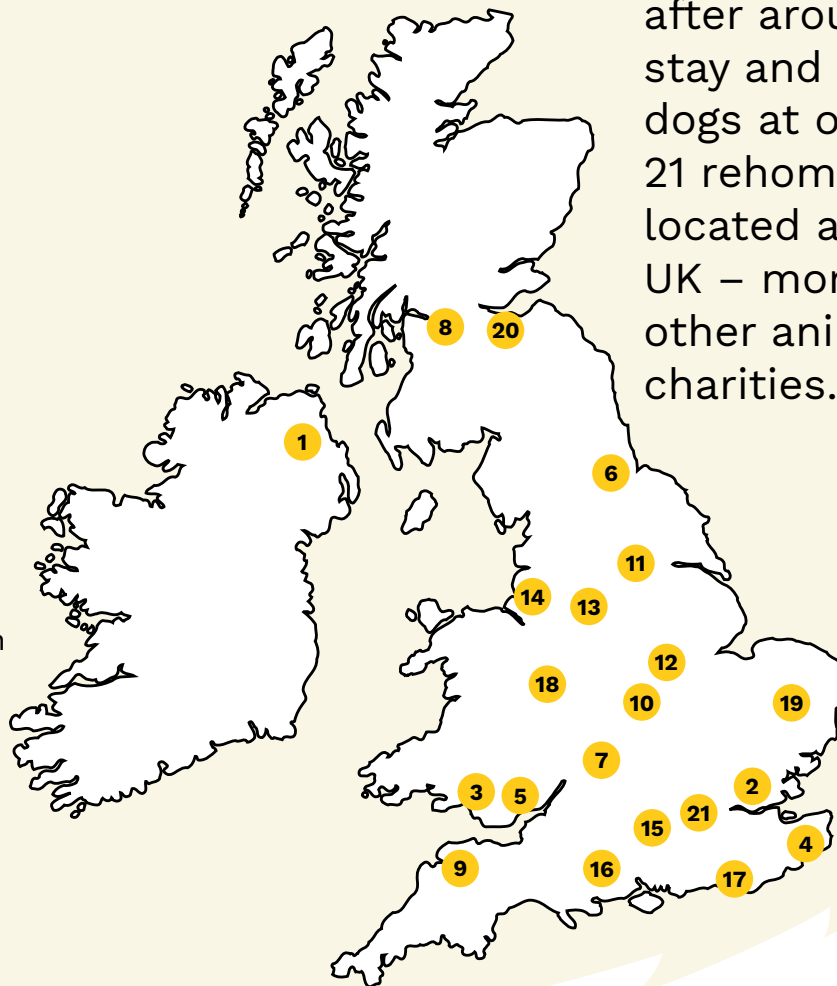 after arou
stay and
dogs at o
21 rehom
located a
UK – mor
other ani
charities.
8
20
1
6
11
14
13
12
18
10
19
7
3
5
2
21
15
4
9
16
17